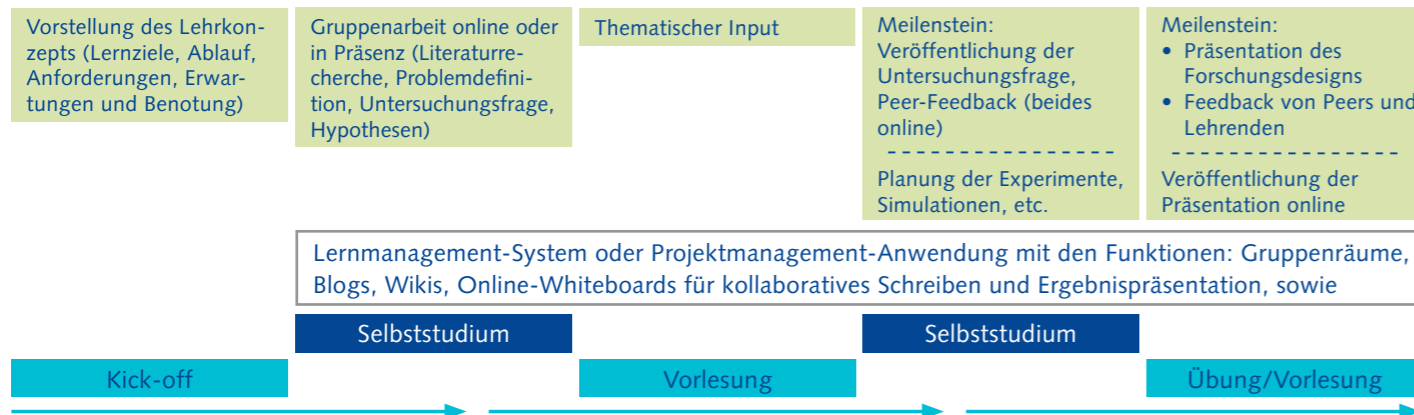 Vorstellung des Lehrkon-
zepts (Lernziele, Ablauf,
Anforderungen, Erwar-
tungen und Benotung)
Gruppenarbeit online oder
in Präsenz (Literaturre-
cherche, Problemdefini-
tion, Untersuchungsfrage,
Hypothesen)
Thematischer Input
Meilenstein:
Veröffentlichung der
Untersuchungsfrage,
Peer-Feedback (beides
online)
Planung der Experimente,
Simulationen, etc.
Meilenstein:
• Präsentation des
Forschungsdesigns
• Feedback von Peers und
Lehrenden
Veröffentlichung der
Präsentation online
Lernmanagement-System oder Projektmanagement-Anwendung mit den Funktionen: Gruppenräume,
Blogs, Wikis, Online-Whiteboards für kollaboratives Schreiben und Ergebnispräsentation, sowie
Selbststudium
Selbststudium
Kick-off
Vorlesung
Übung/Vorlesung